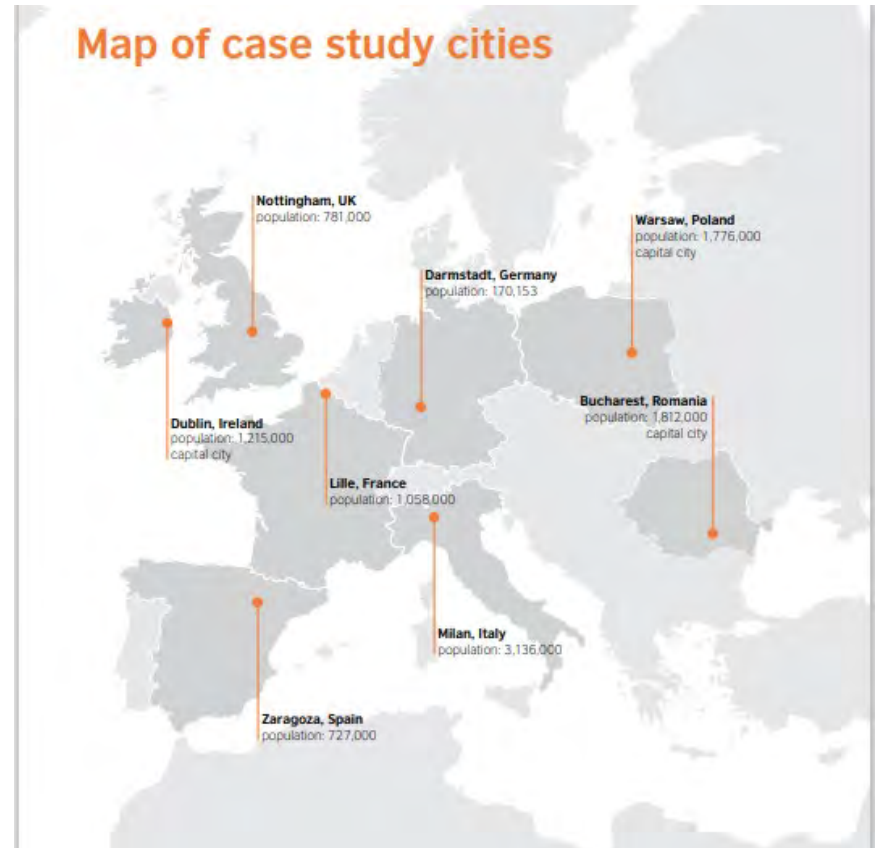 Map of case study cities
Nottingham, UK
population: 781,000
Warsaw, Poland
population: 1,776,000
capital city
Darmstadt, Germany
population: 170,153
Bucharest, Romania
population: 1,812,000
capital city
Dublin, Ireland
population: 1,215,000
capital city
Lille, France
population: 1,058,000
Milan, Italy
population: 3,136,000
Zaragoza, Spain
population: 727,000